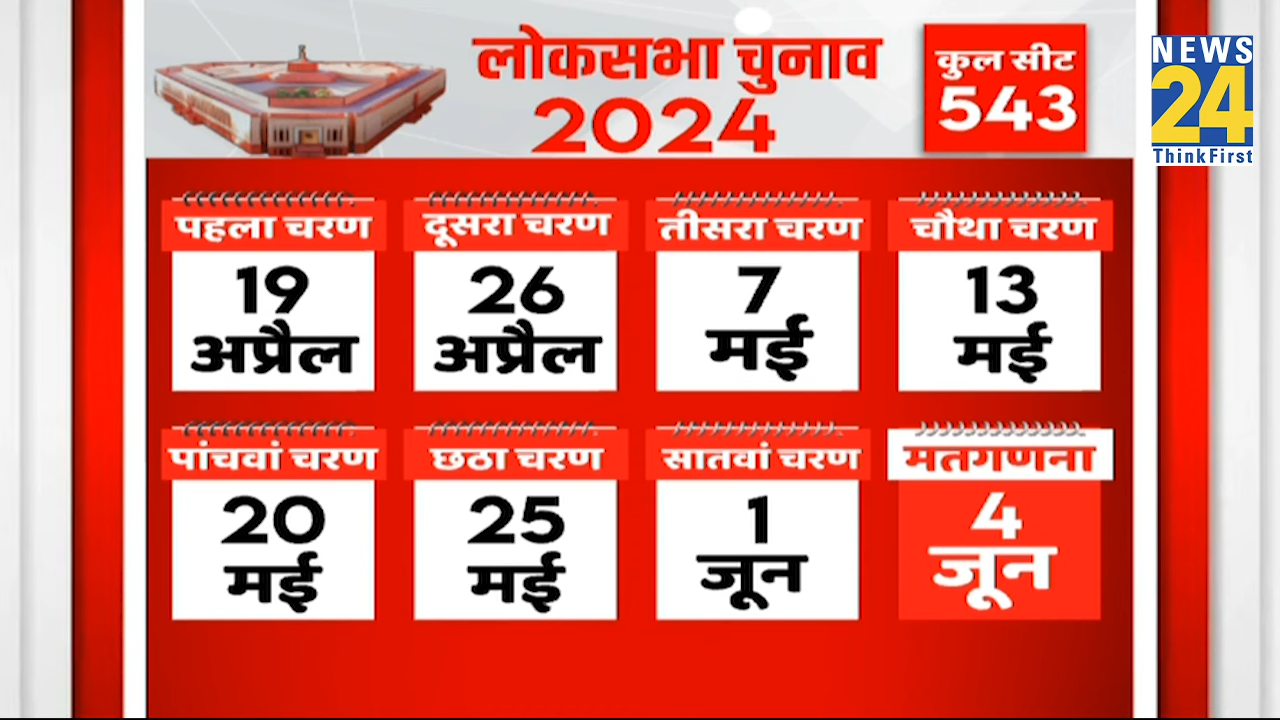 लोकसभा चुनाव
2024
कुल सीट
543
NEWS
24
ThinkFirst
पहला चरण
19
अप्रैल
दूसरा चरण
26
अप्रैल
तीसरा चरण
7
मई
चौथा चरण
13
मई
पांचवां चरण
20
मई
छठा चरण
25
मई
सातवां चरण
1
जून
मतगणना
4
जून